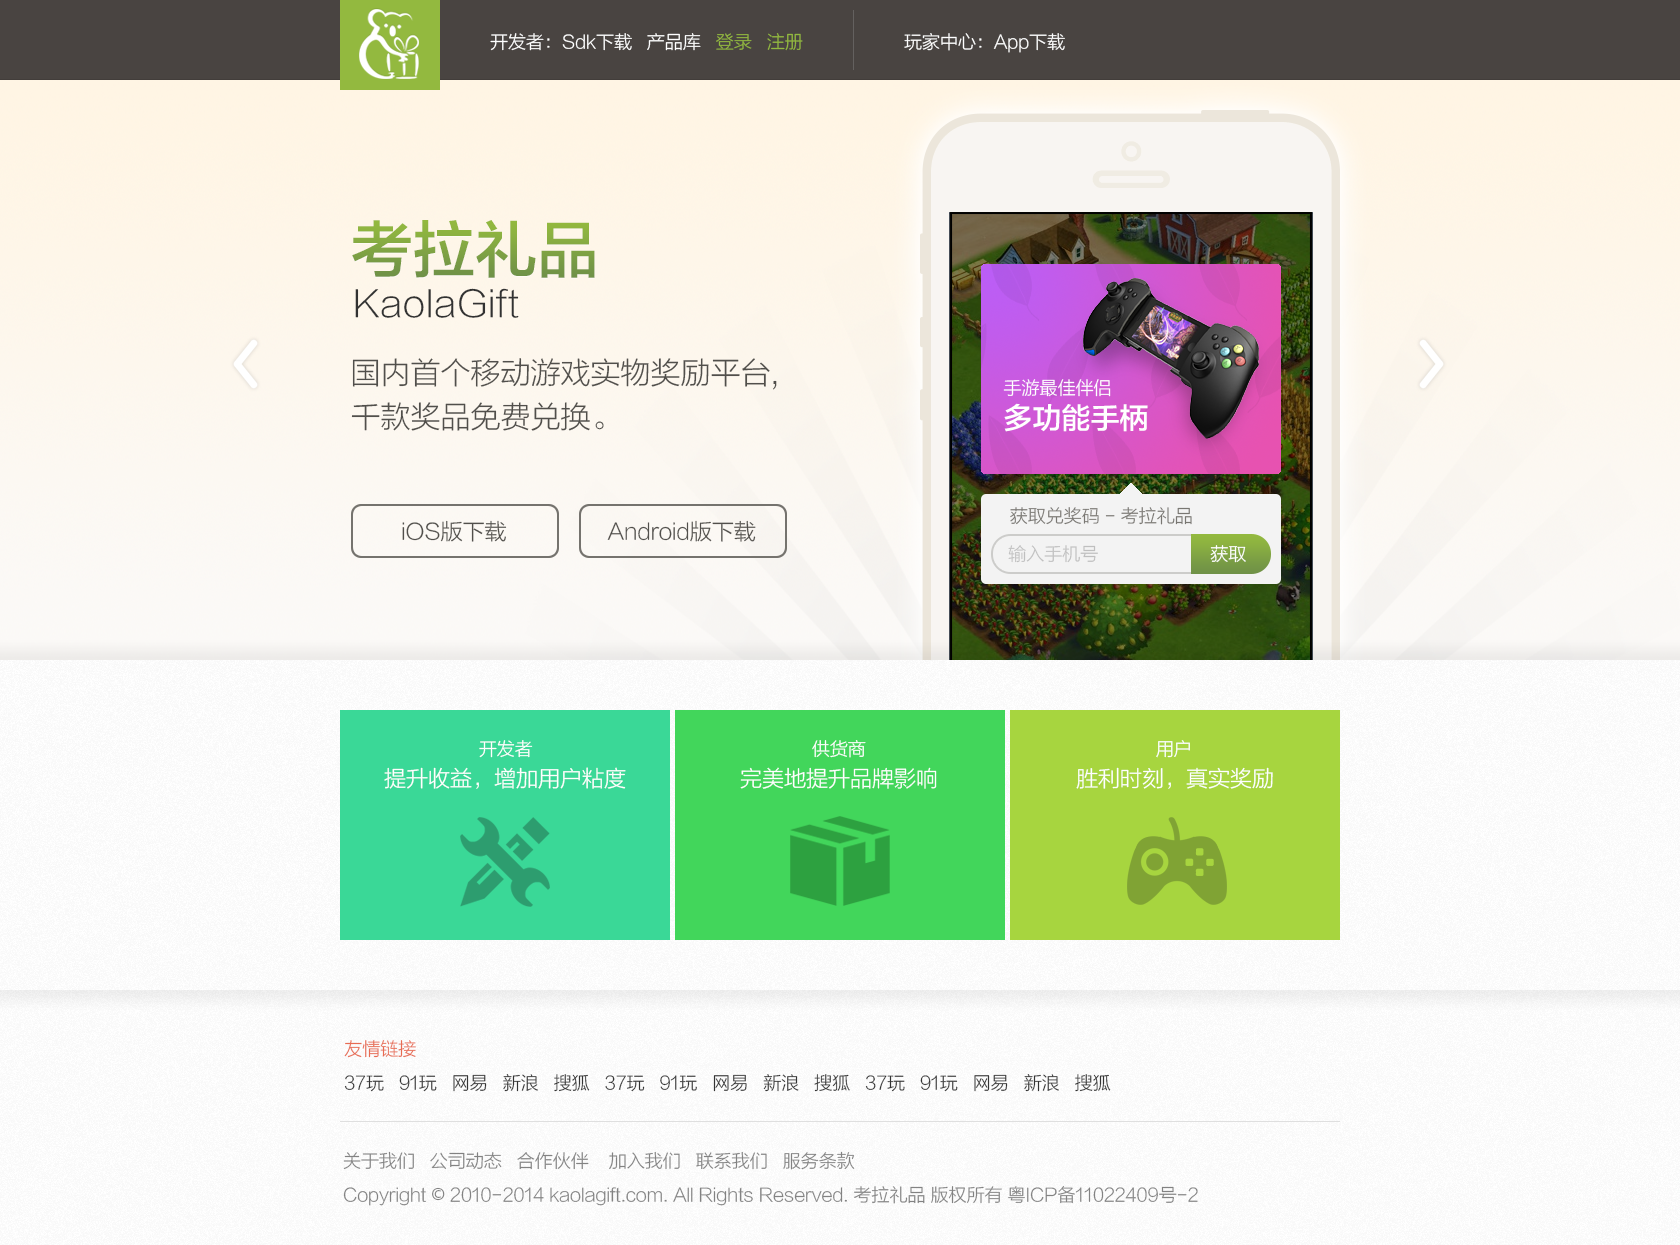 开发者：Sdk下载 产品库 登录 注册
玩家中心：App下载
考拉礼品
KaolaGift
国内首个移动游戏实物奖励平台,
千款奖品免费兑换。
iOS版下载
Android版下载
手游最佳伴侣
多功能手柄
获取兑奖码 - 考拉礼品
输入手机号
获取
开发者
提升收益，增加用户粘度
供货商
完美地提升品牌影响
用户
胜利时刻，真实奖励
友情链接
37玩 91玩 网易 新浪 搜狐 37玩 91玩 网易 新浪 搜狐 37玩 91玩 网易 新浪 搜狐
关于我们 公司动态 合作伙伴 加入我们 联系我们 服务条款
Copyright © 2010-2014 kaolagift.com. All Rights Reserved. 考拉礼品 版权所有 粤ICP备11022409号-2